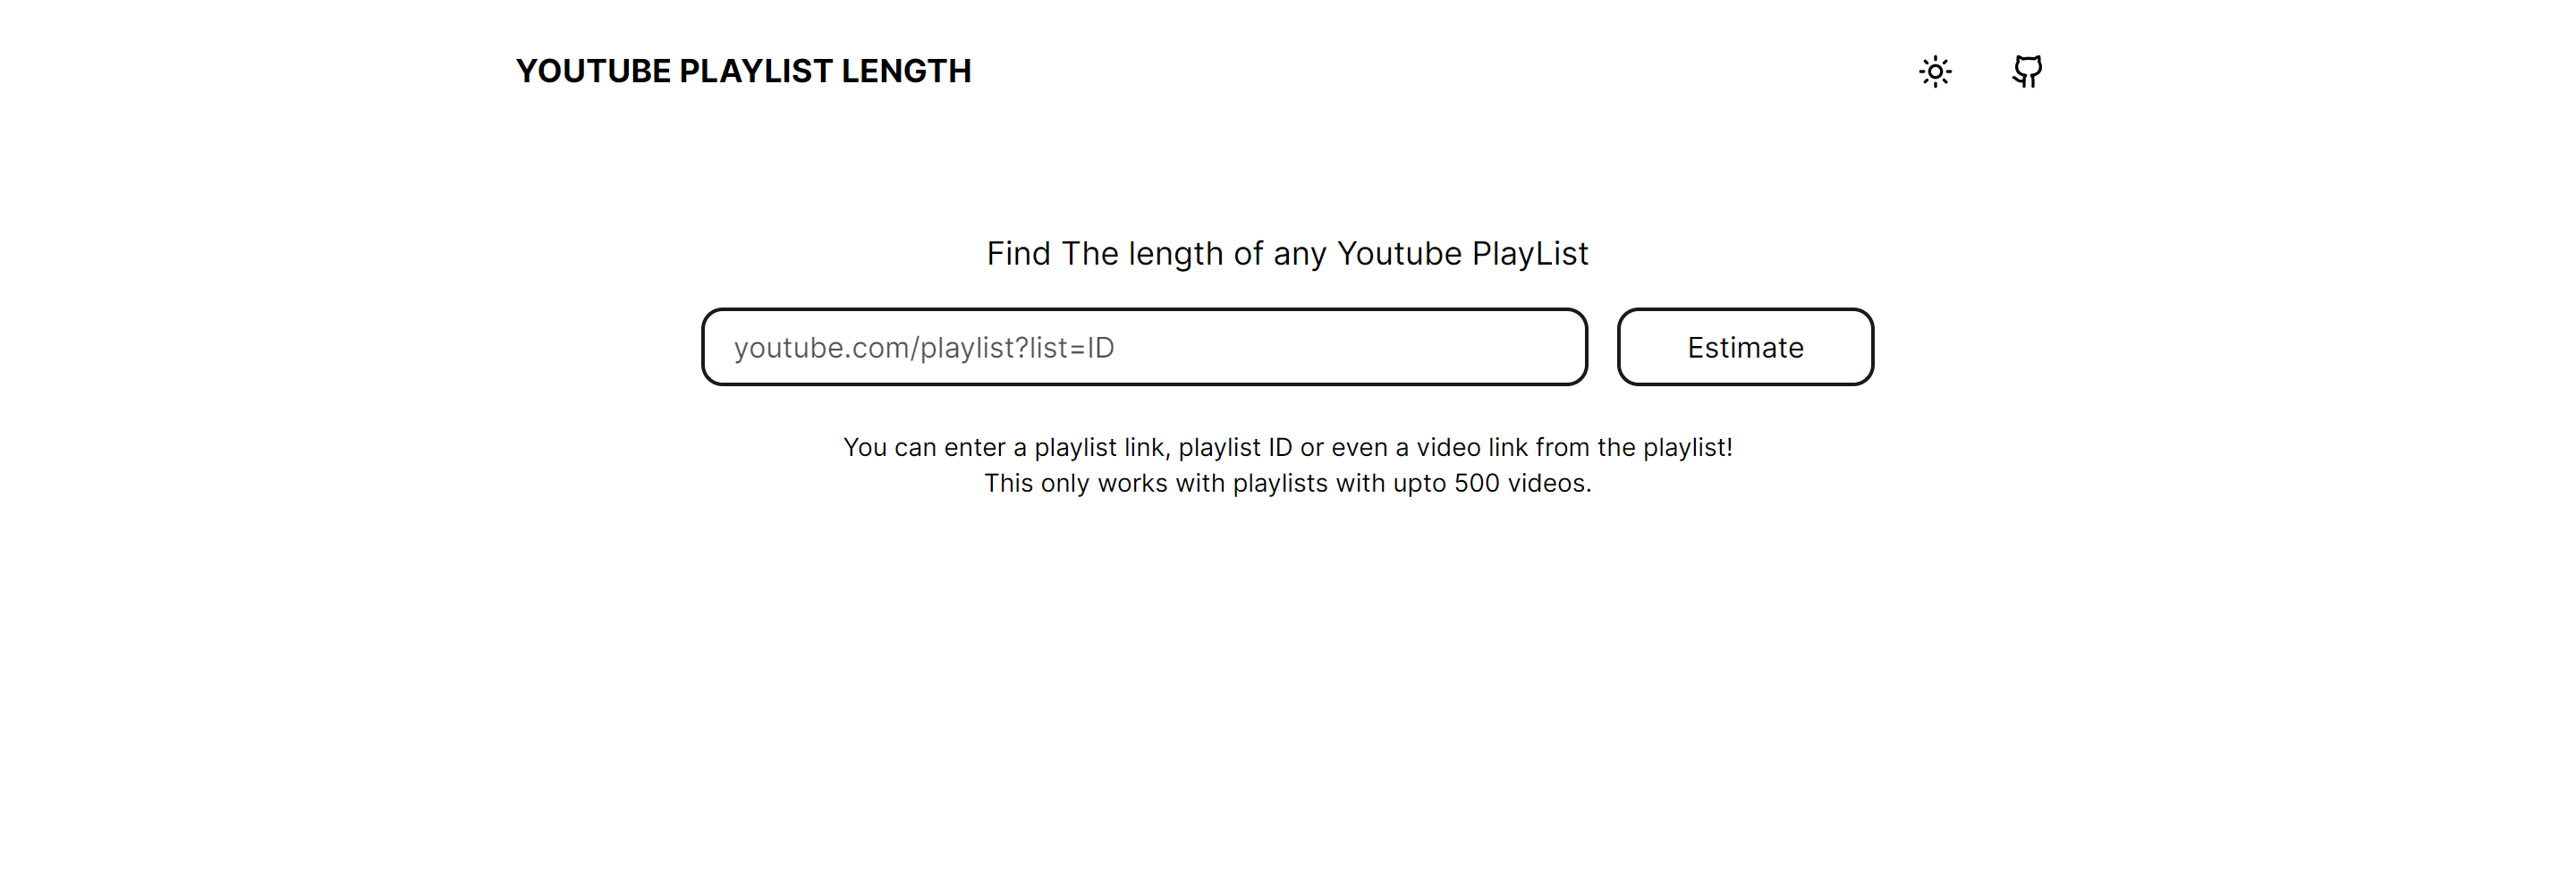 YOUTUBE PLAYLIST LENGTH
Find The length of any Youtube PlayList
youtube.com/playlist?list=ID
Estimate
You can enter a playlist link, playlist ID or even a video link from the playlist!
This only works with playlists with upto 500 videos.